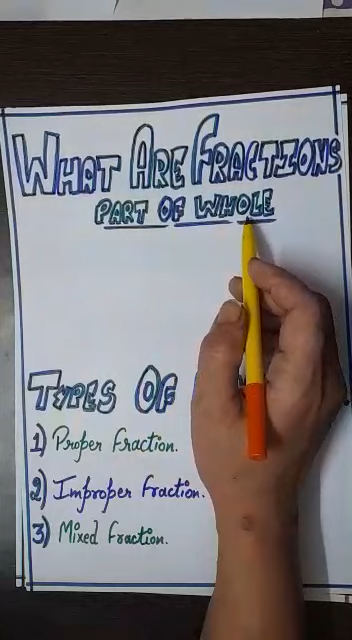 WHAT ARE FRACTIONS
PART OF WHOLE
TYPES OF
1) Proper Fraction.
2) Improper Fraction.
3) Mixed Fraction.